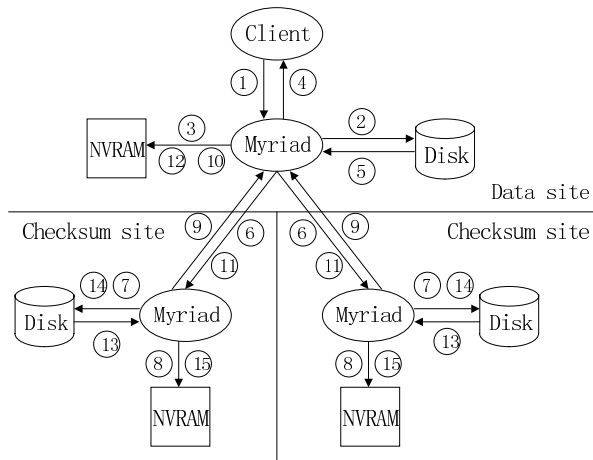 Client
① ④
③ ②
NVRAM Myriad Disk
⑫ ⑩ ⑤
Data site
Checksum site ⑨ ⑥ ⑥ ⑨ Checksum site
⑪ ⑪
⑭ ⑦ ⑦ ⑭
Disk Myriad Myriad Disk
⑬ ⑬
⑧ ⑮ ⑧ ⑮
NVRAM NVRAM